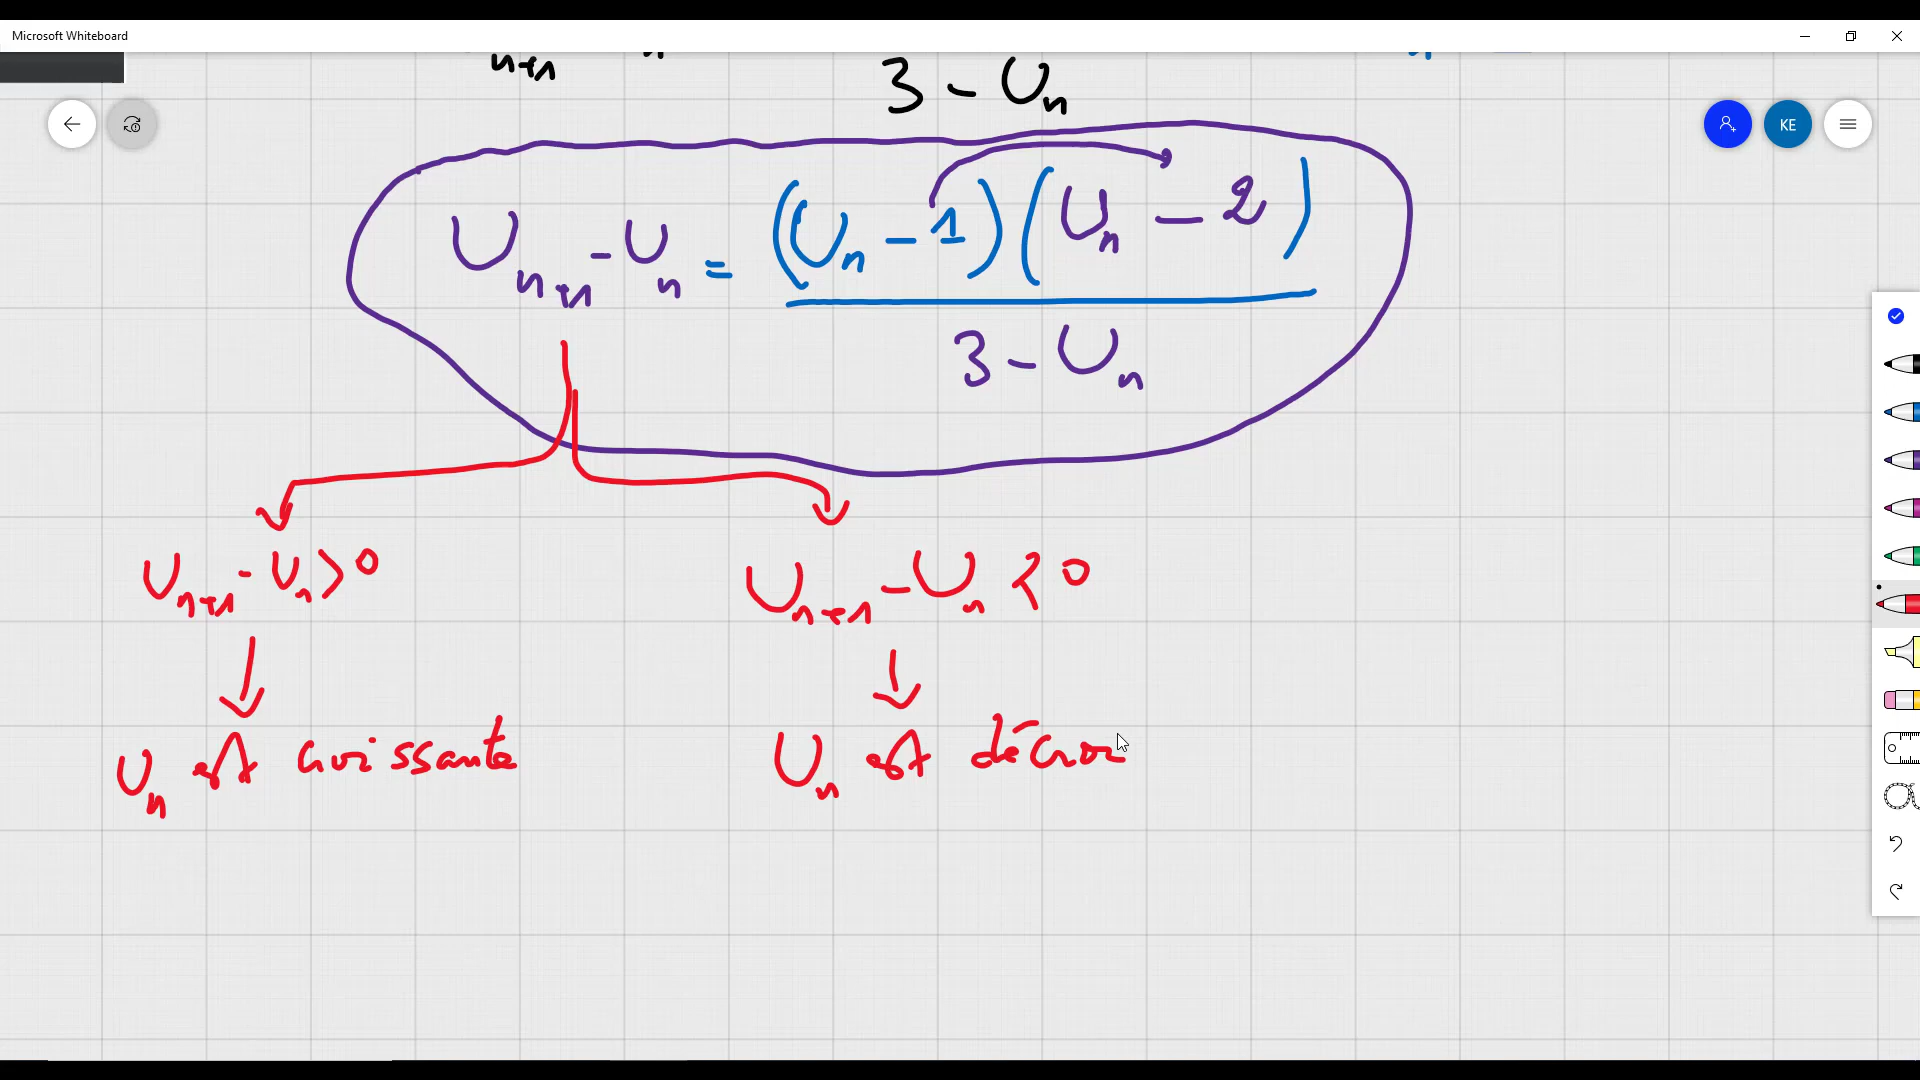 Microsoft Whiteboard
n+1 n
3 - Un
KE
Un+1 - Un = (Un - 1)(Un - 2)
3 - Un
Un+1 - Un > 0
Un+1 - Un < 0
Un est croissante
Un est décroi